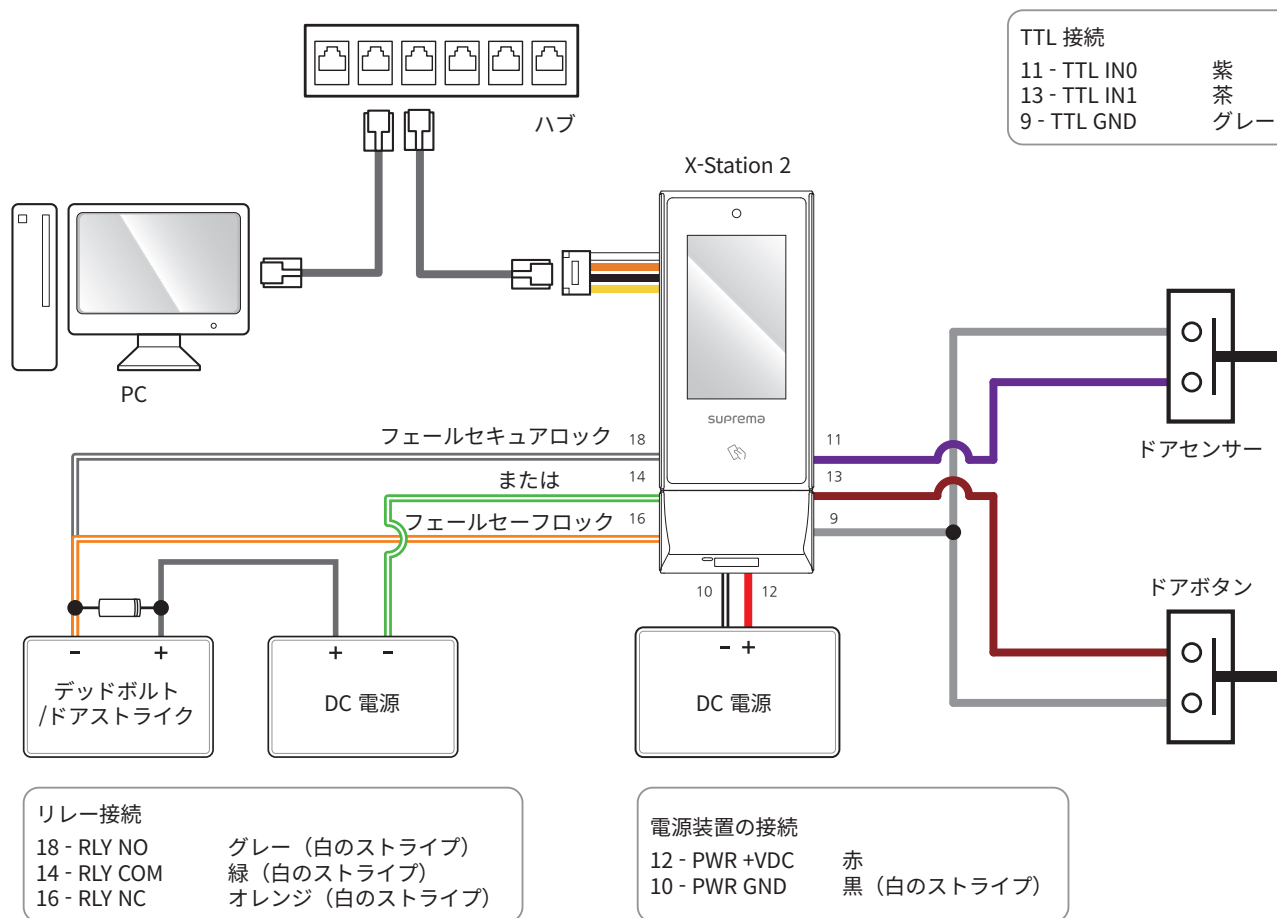 TTL 接続
11 - TTL IN0 紫
13 - TTL IN1 茶
9 - TTL GND グレー
ハブ
X-Station 2
PC
suprema
フェールセキュアロック 18
または 14
フェールセーフロック 16
11
13
9
ドアセンサー
ドアボタン
10 12
- +
デッドボルト
/ドアストライク
+ -
DC 電源
- +
DC 電源
リレー接続
18 - RLY NO グレー（白のストライプ）
14 - RLY COM 緑（白のストライプ）
16 - RLY NC オレンジ（白のストライプ）
電源装置の接続
12 - PWR +VDC 赤
10 - PWR GND 黒（白のストライプ）